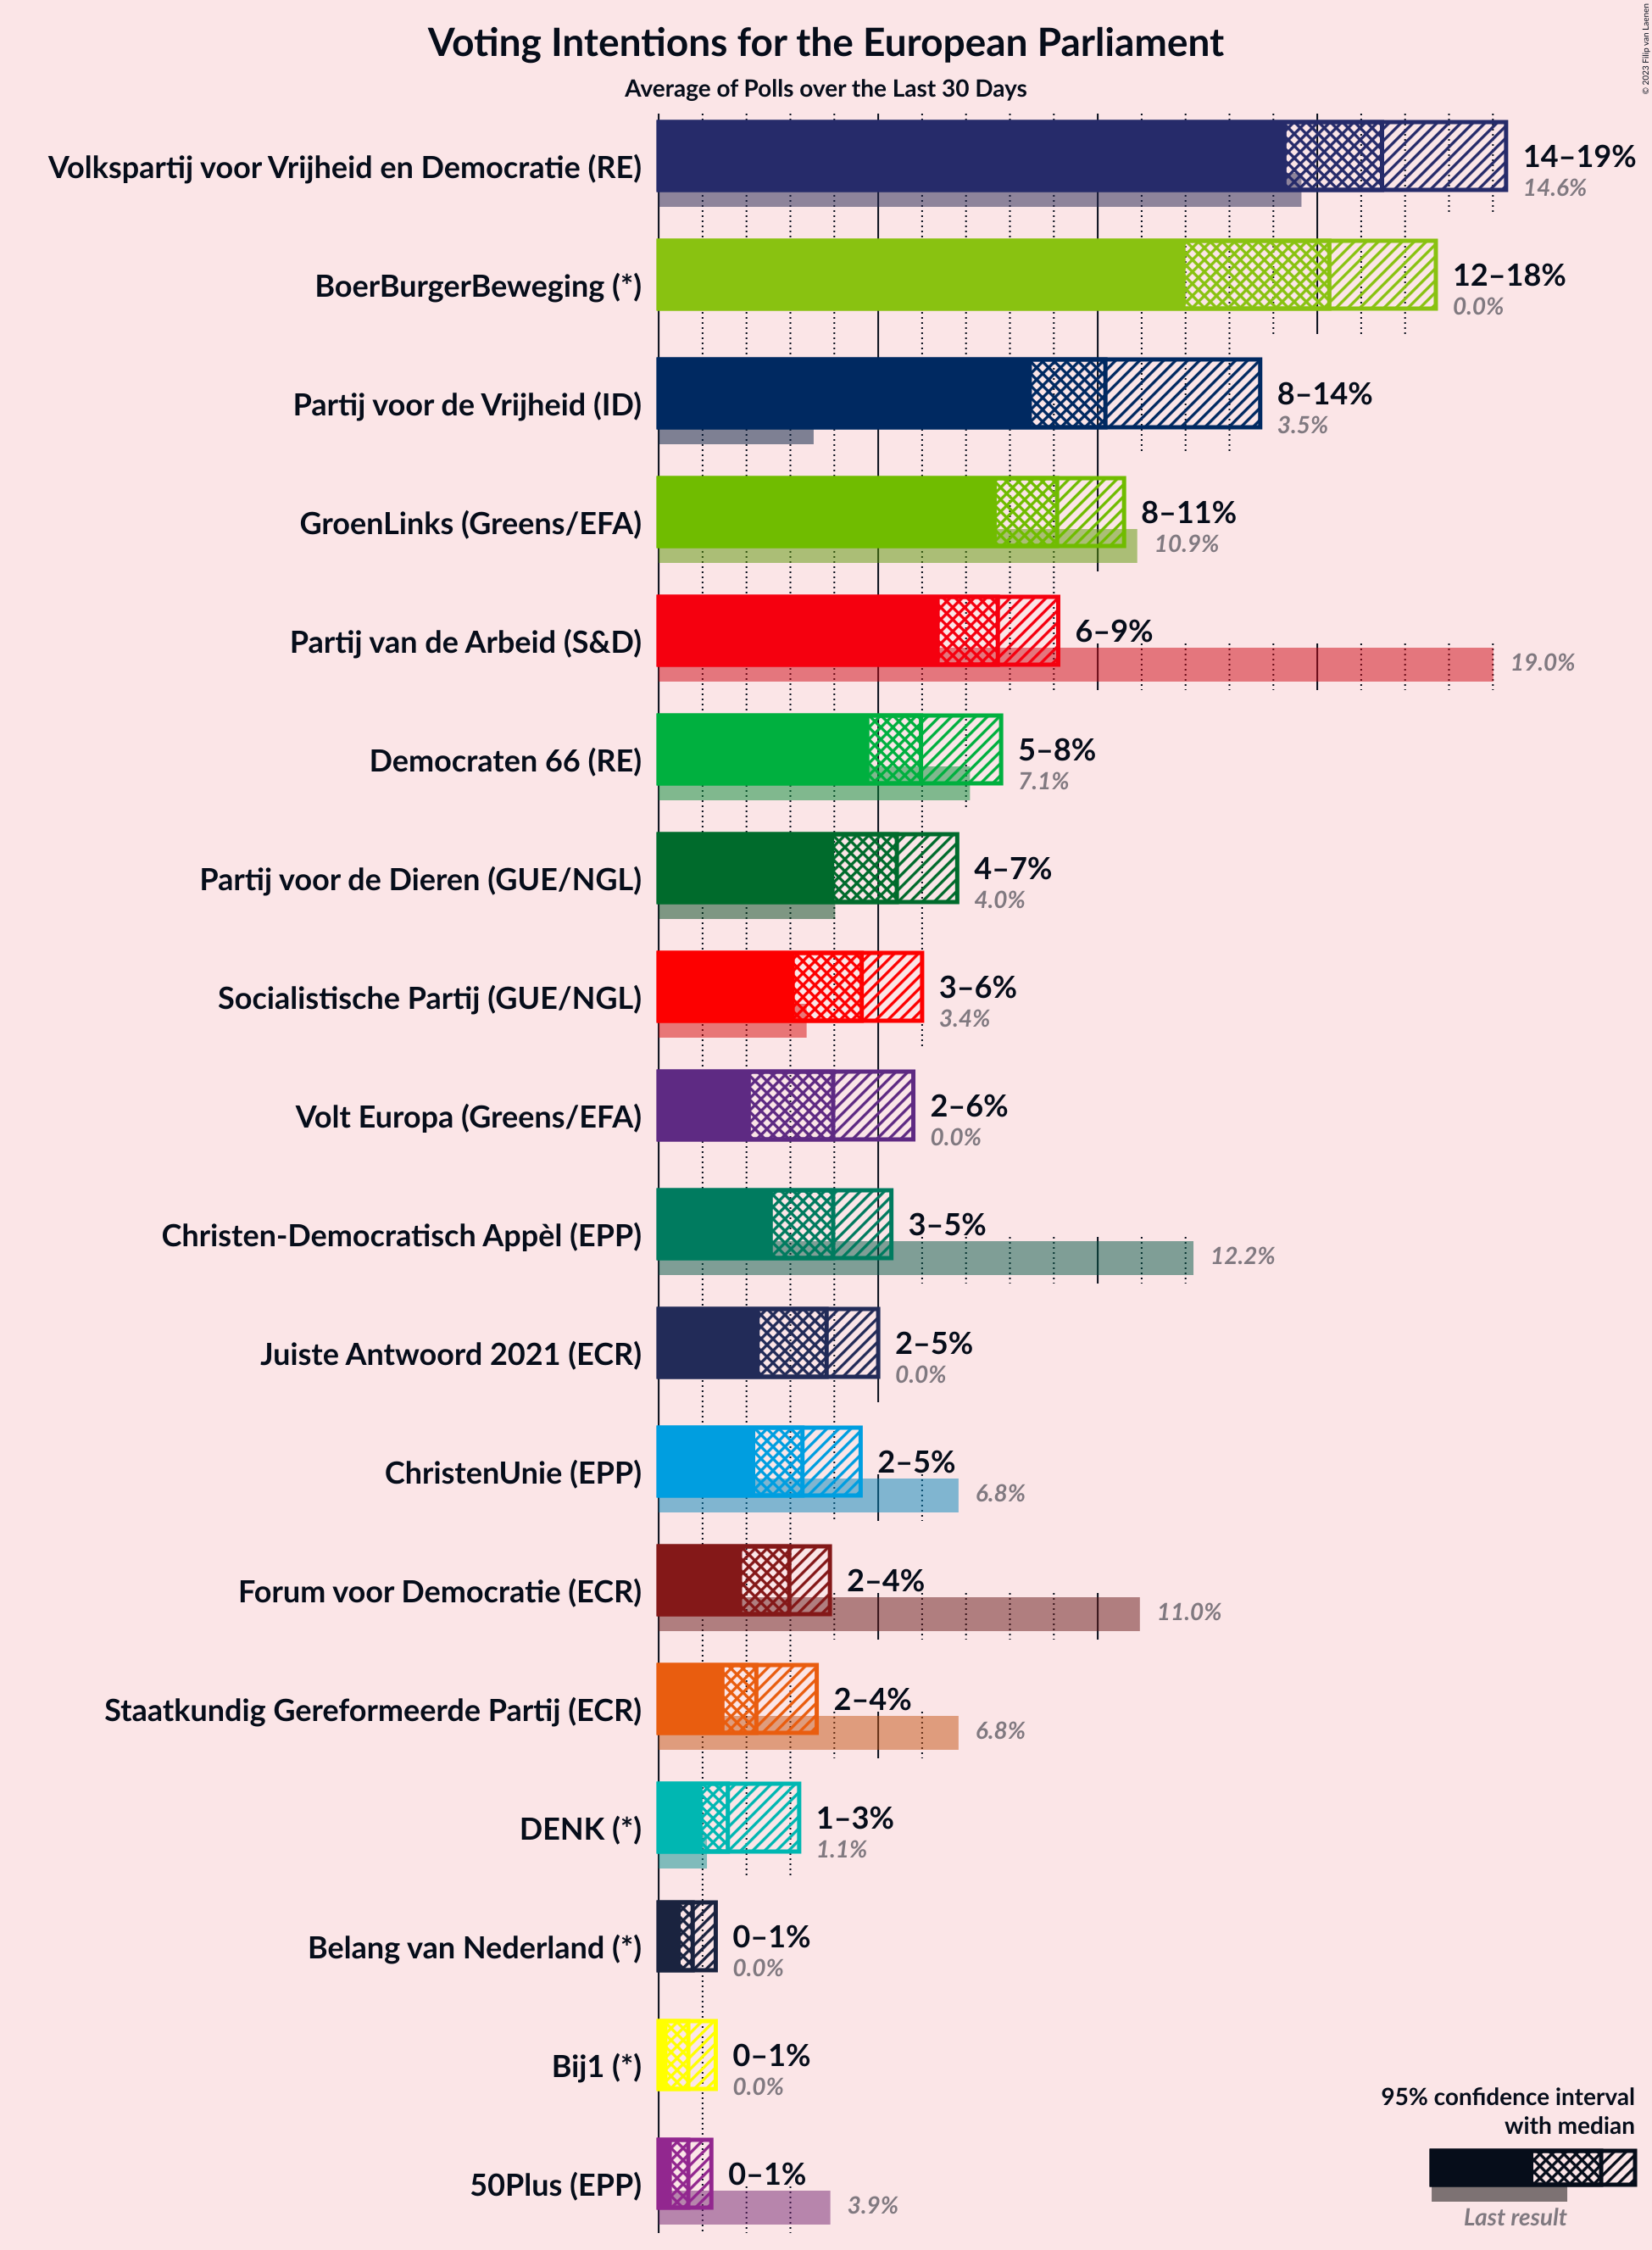 © 2023 Filip van Laenen
Voting Intentions for the European Parliament
Average of Polls over the Last 30 Days
Volkspartij voor Vrijheid en Democratie (RE)
14–19%
14.6%
BoerBurgerBeweging (*)
12–18%
0.0%
Partij voor de Vrijheid (ID)
8–14%
3.5%
GroenLinks (Greens/EFA)
8–11%
10.9%
Partij van de Arbeid (S&D)
6–9%
19.0%
Democraten 66 (RE)
5–8%
7.1%
Partij voor de Dieren (GUE/NGL)
4–7%
4.0%
Socialistische Partij (GUE/NGL)
3–6%
3.4%
Volt Europa (Greens/EFA)
2–6%
0.0%
Christen-Democratisch Appèl (EPP)
3–5%
12.2%
Juiste Antwoord 2021 (ECR)
2–5%
0.0%
ChristenUnie (EPP)
2–5%
6.8%
Forum voor Democratie (ECR)
2–4%
11.0%
Staatkundig Gereformeerde Partij (ECR)
2–4%
6.8%
DENK (*)
1–3%
1.1%
Belang van Nederland (*)
0–1%
0.0%
Bij1 (*)
0–1%
0.0%
50Plus (EPP)
0–1%
3.9%
95% confidence interval
with median
Last result